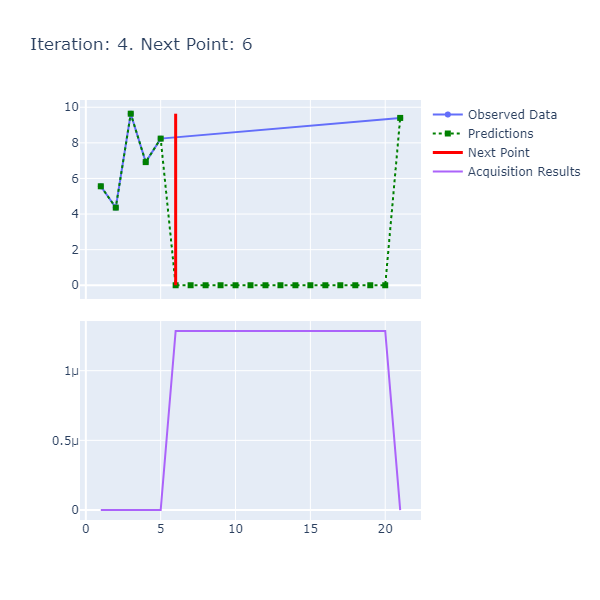 Iteration: 4. Next Point: 6
10
8
6
4
2
0
Observed Data
Predictions
Next Point
Acquisition Results
1μ
0.5μ
0
0
5
10
15
20